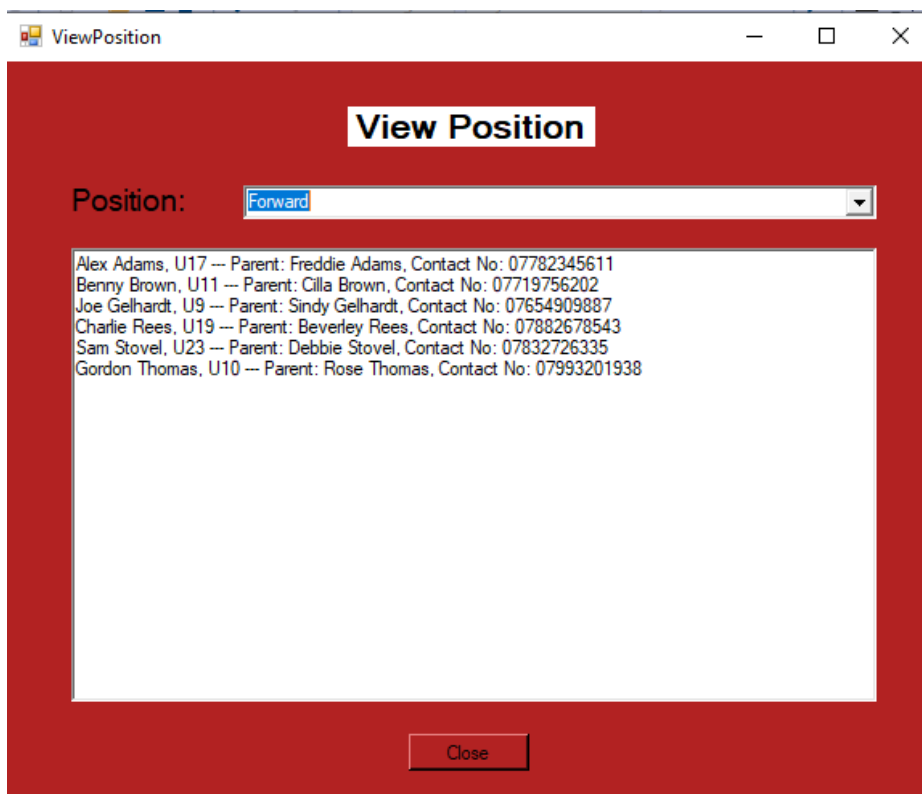 ViewPosition
View Position
Position: Forward
Alex Adams, U17 --- Parent: Freddie Adams, Contact No: 07782345611
Benny Brown, U11 --- Parent: Cilla Brown, Contact No: 07719756202
Joe Gelhardt, U9 --- Parent: Sindy Gelhardt, Contact No: 07654909887
Charlie Rees, U19 --- Parent: Beverley Rees, Contact No: 07882678543
Sam Stovel, U23 --- Parent: Debbie Stovel, Contact No: 07832726335
Gordon Thomas, U10 --- Parent: Rose Thomas, Contact No: 07993201938
Close